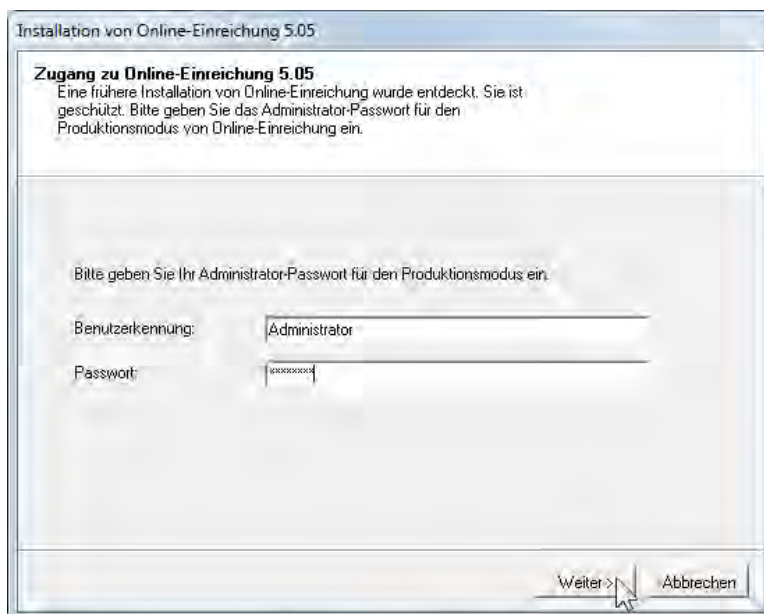 Installation von Online-Einreichung 5.05
Zugang zu Online-Einreichung 5.05
Eine frühere Installation von Online-Einreichung wurde entdeckt. Sie ist
geschützt. Bitte geben Sie das Administrator-Passwort für den
Produktionsmodus von Online-Einreichung ein.
Bitte geben Sie Ihr Administrator-Passwort für den Produktionsmodus ein.
Benutzerkennung: Administrator
Passwort: ********
Weiter > Abbrechen